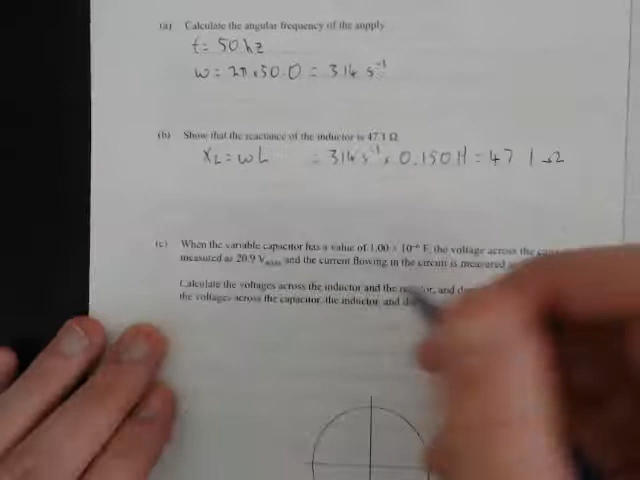 (a) Calculate the angular frequency of the supply
f = 50 hz
ω = 2π × 50.0 = 314 s⁻¹
(b) Show that the reactance of the inductor is 47.1 Ω
XL = ωL = 314 s⁻¹ × 0.150 H = 47.1 Ω
(c) When the variable capacitor has a value of 1.00 × 10⁻⁶ F, the voltage across the
measured as 20.9 and the current flowing in the circuit is measured
Calculate the voltages across the inductor and the resistor, and
the voltages across the capacitor, the inductor and